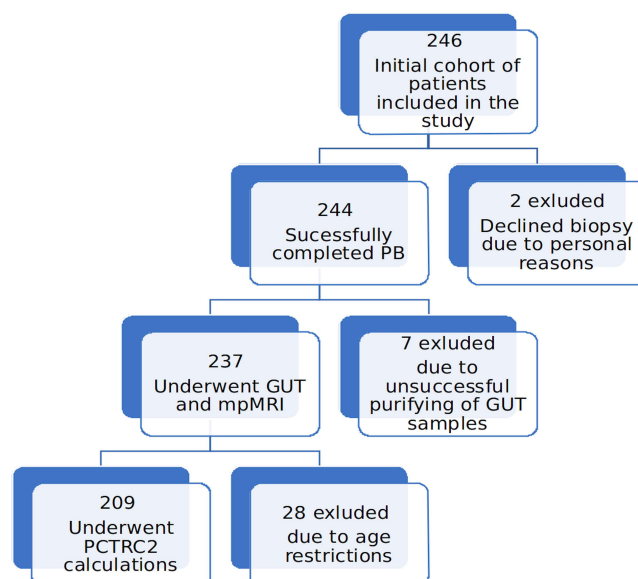 246
Initial cohort of
patients
included in the
study
244
Sucessfully
completed PB
2 exluded
Declined biopsy
due to personal
reasons
237
Underwent GUT
and mpMRI
7 exluded
due to
unsuccessful
purifying of GUT
samples
209
Underwent
PCTRC2
calculations
28 exluded
due to age
restrictions